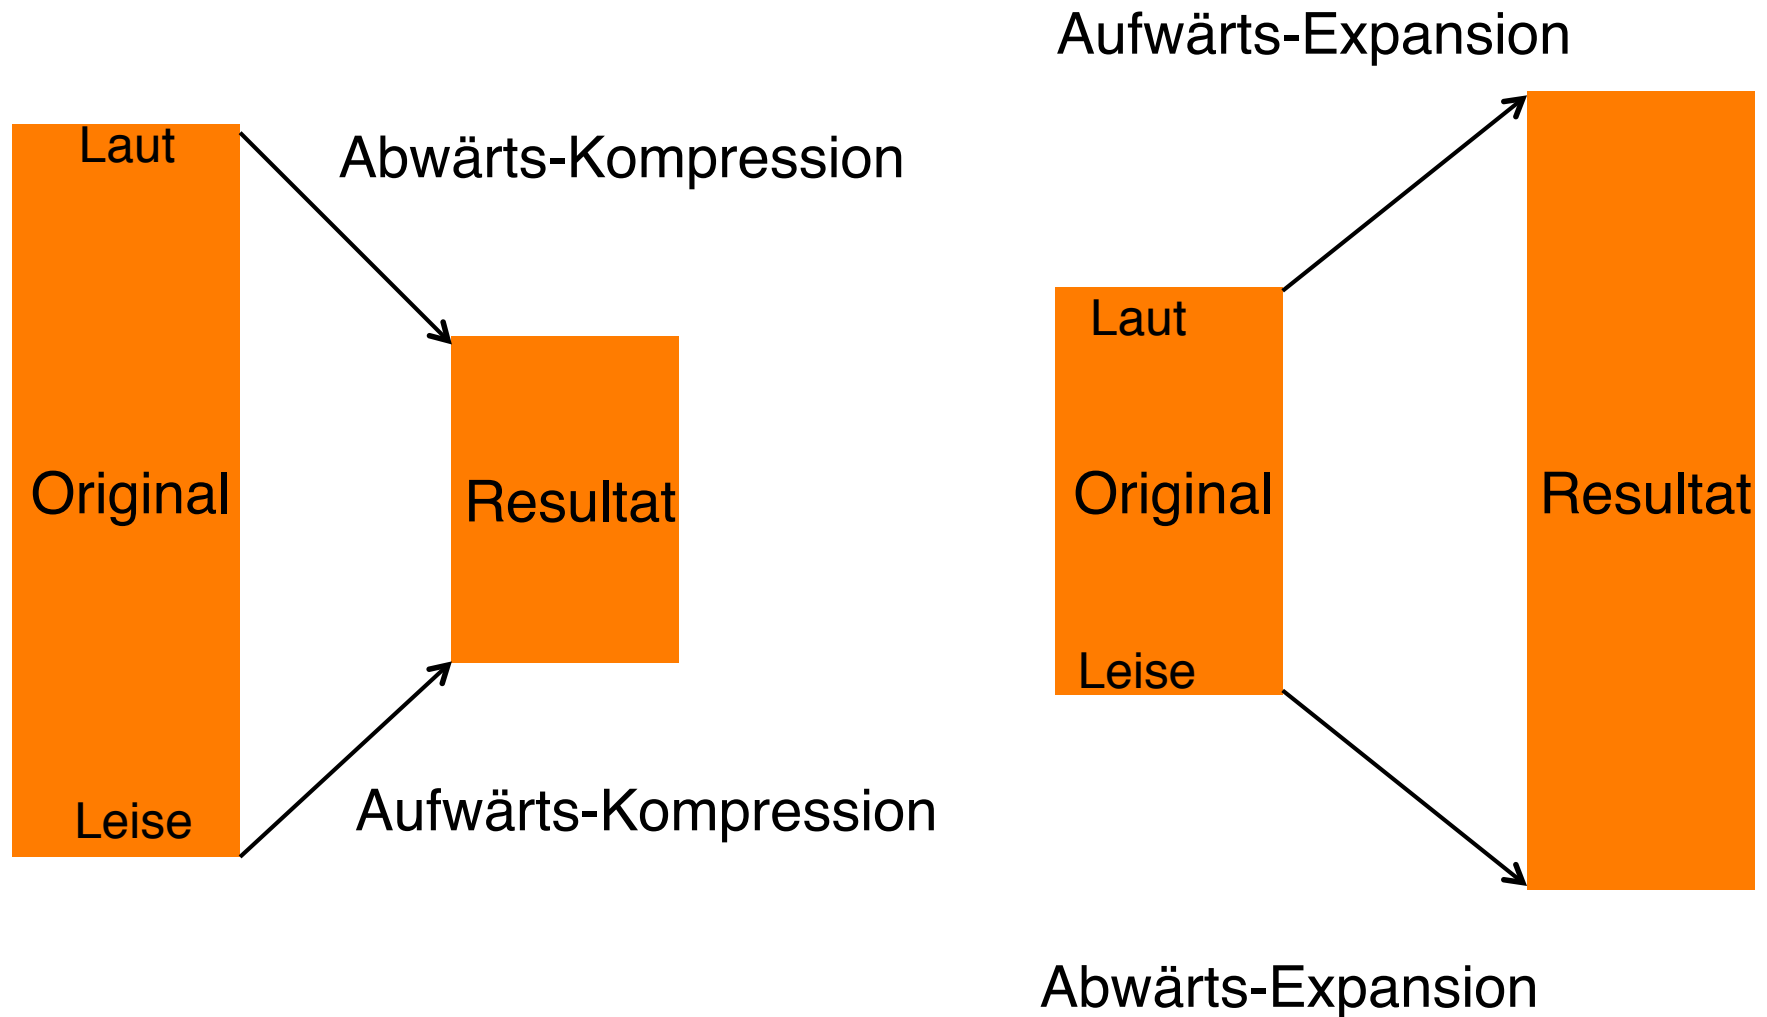 Laut
Abwärts-Kompression
Original
Resultat
Leise
Aufwärts-Kompression
Aufwärts-Expansion
Laut
Original
Resultat
Leise
Abwärts-Expansion